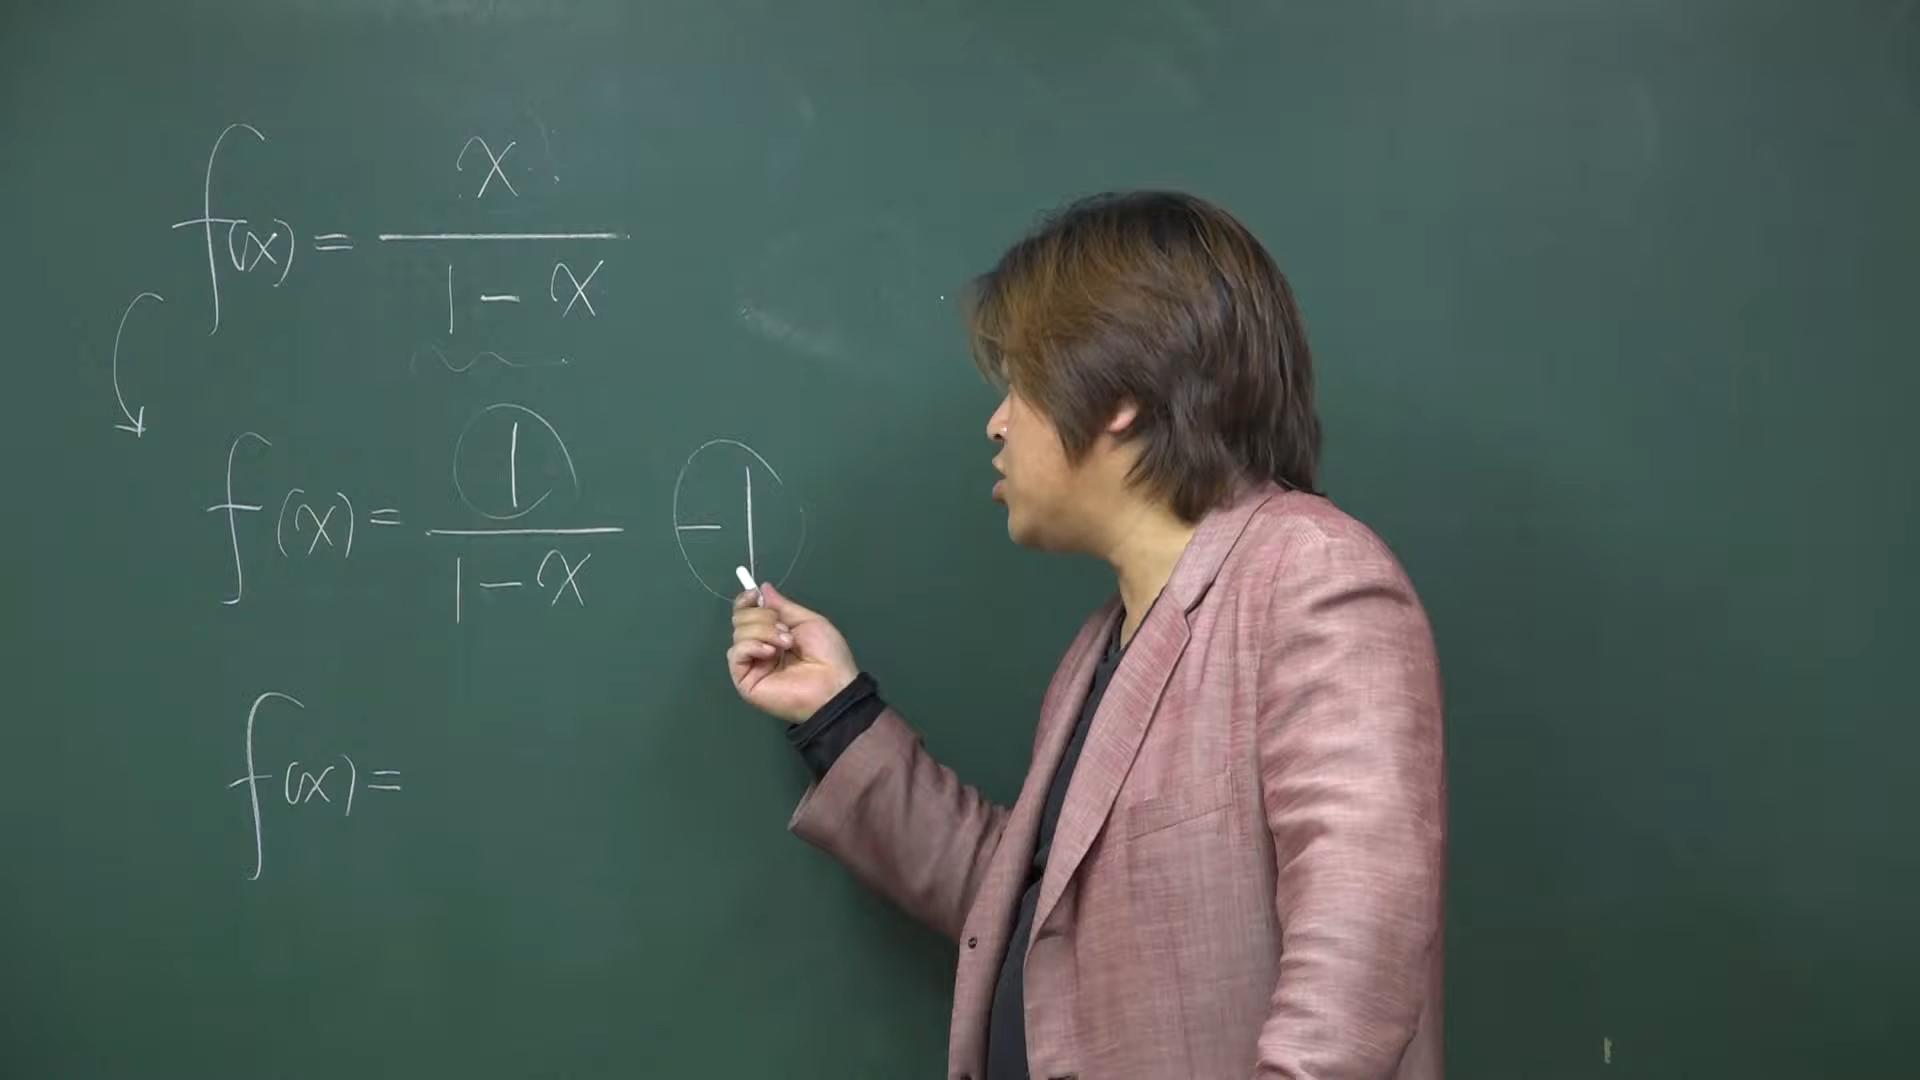 f(x) = x / (1 - x)
f(x) = 1 / (1 - x) - 1
f(x) =